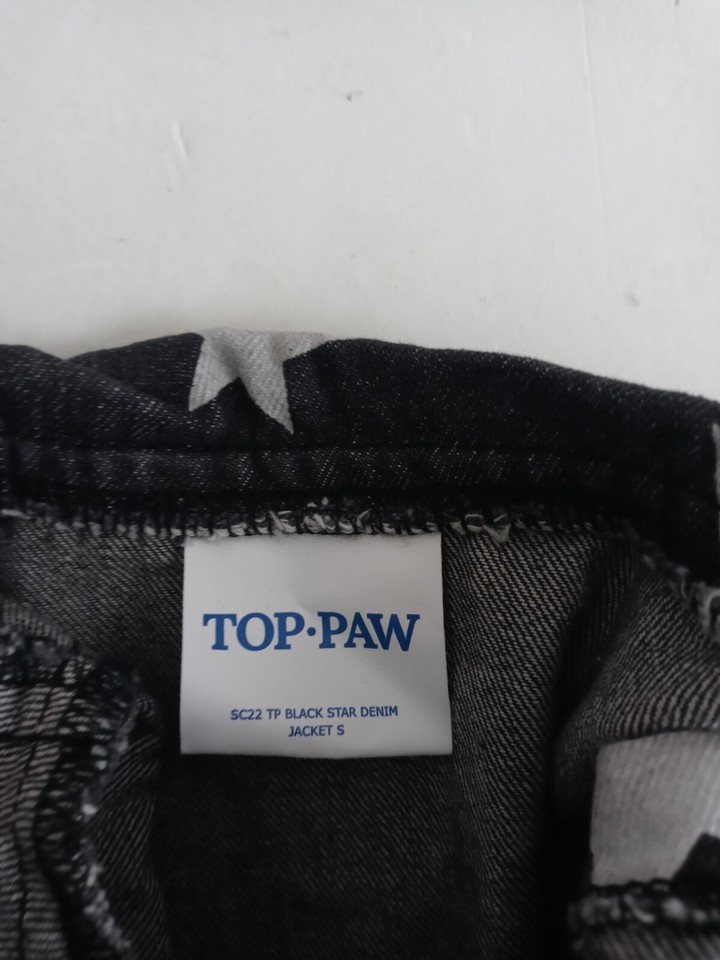 TOP•PAW
SC22 TP BLACK STAR DENIM
JACKET S